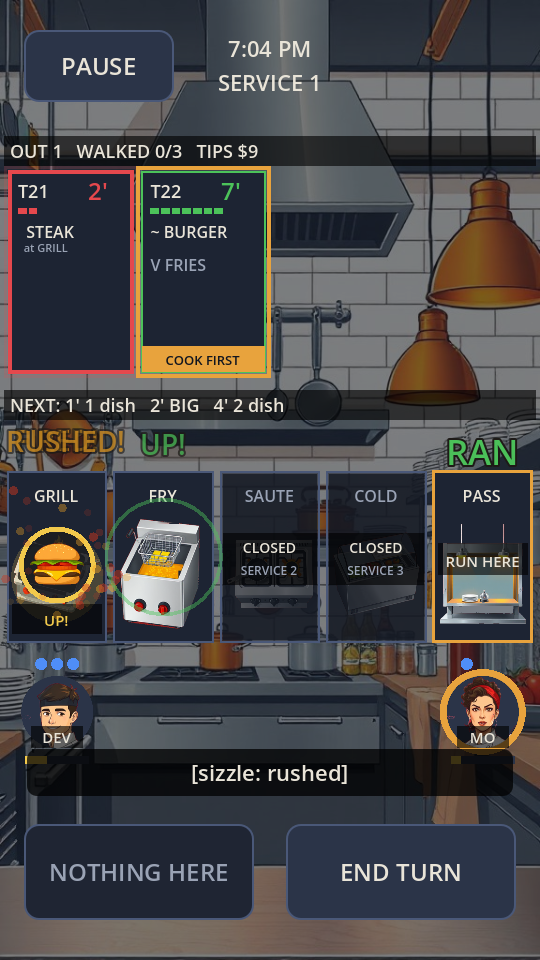 PAUSE
7:04 PM
SERVICE 1
OUT 1 WALKED 0/3 TIPS $9
T21 2'
STEAK
at GRILL
T22 7'
~ BURGER
V FRIES
COOK FIRST
NEXT: 1' 1 dish 2' BIG 4' 2 dish
RUSHED! UP! RAN
GRILL
UP!
FRY
SAUTE
CLOSED
SERVICE 2
COLD
CLOSED
SERVICE 3
PASS
RUN HERE
DEV
MO
[sizzle: rushed]
NOTHING HERE
END TURN